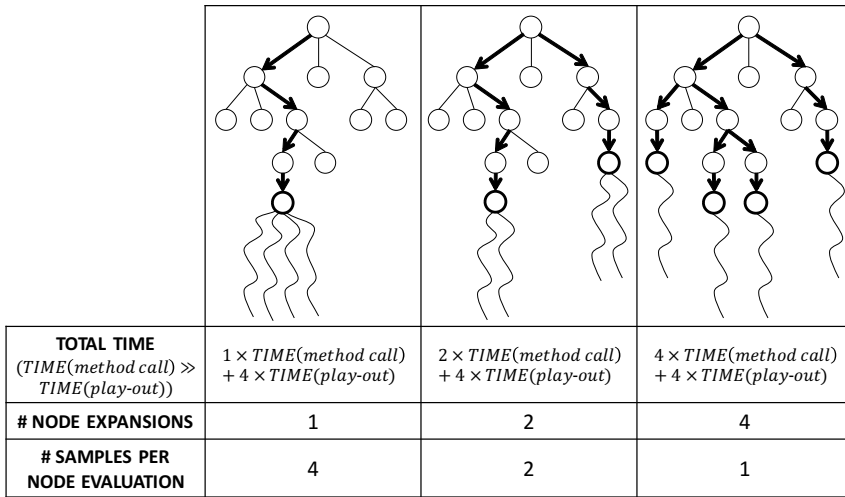 TOTAL TIME
(TIME(method call) ≫
TIME(play-out))
1 × TIME(method call)
+ 4 × TIME(play-out)
2 × TIME(method call)
+ 4 × TIME(play-out)
4 × TIME(method call)
+ 4 × TIME(play-out)
# NODE EXPANSIONS
1
2
4
# SAMPLES PER
NODE EVALUATION
4
2
1